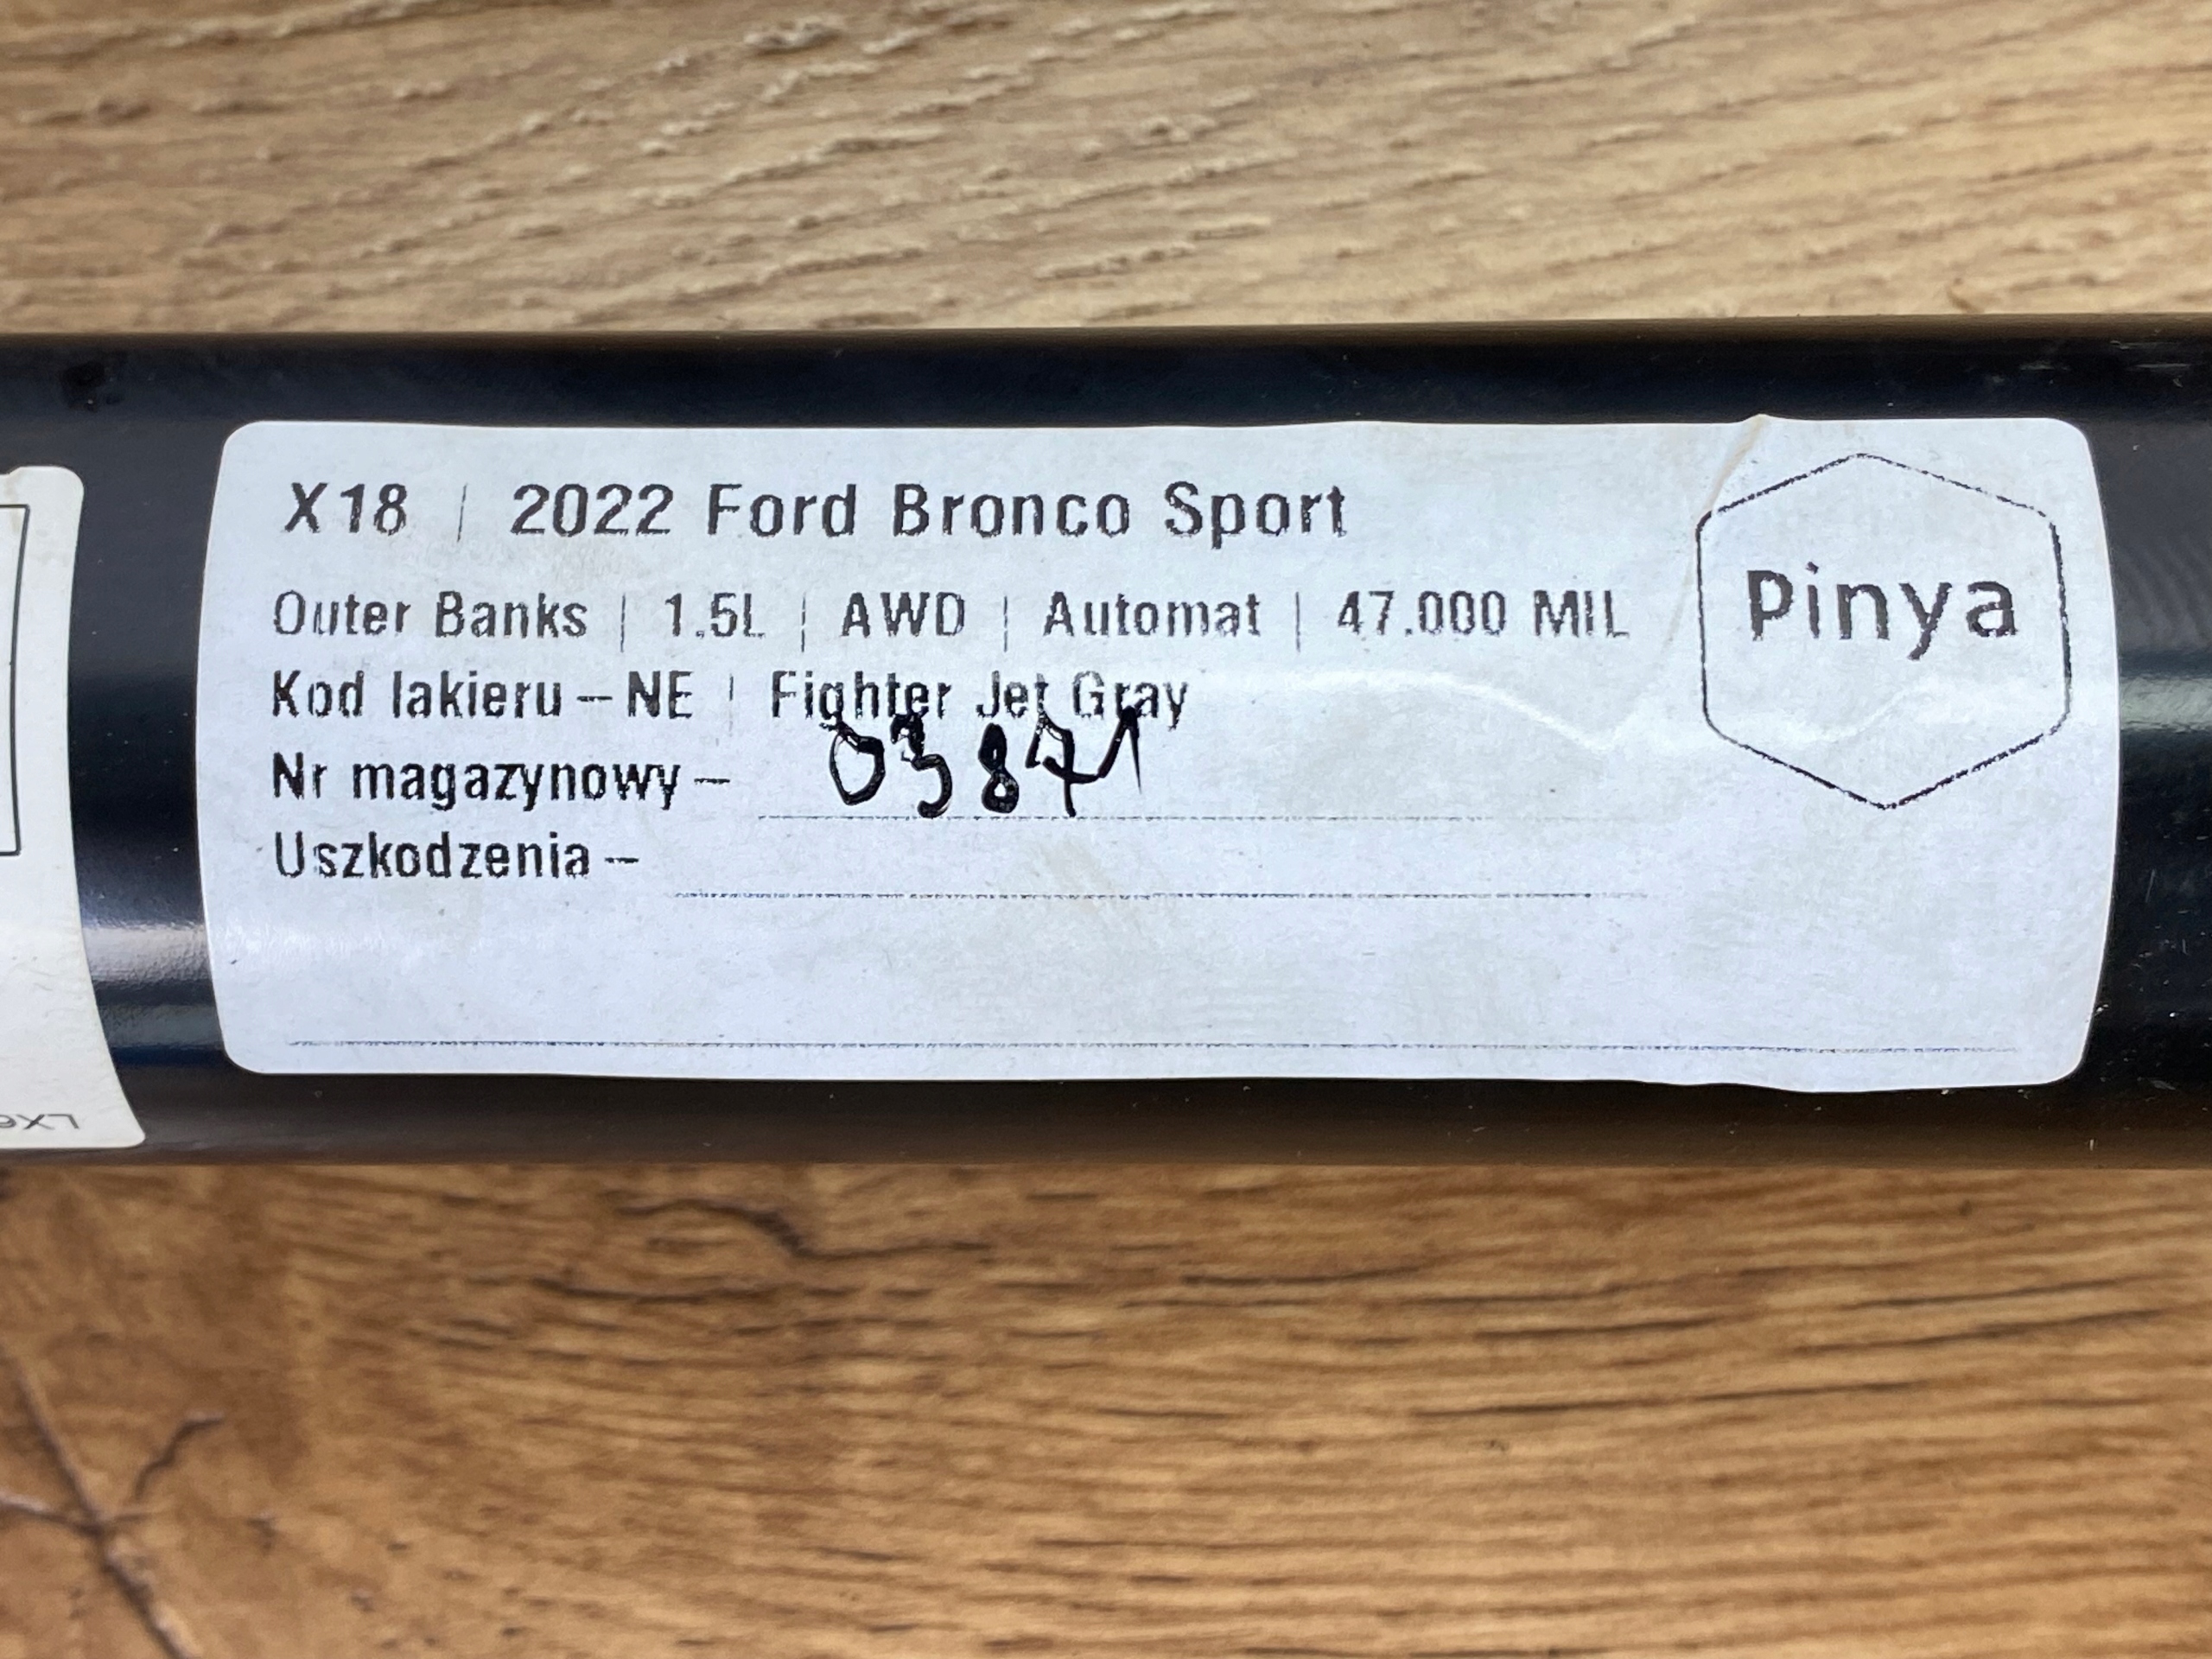 X18 | 2022 Ford Bronco Sport
Outer Banks | 1.5L | AWD | Automat | 47.000 MIL
Kod lakieru – NE | Fighter Jet Gray
Nr magazynowy – 03871
Uszkodzenia –
Pinya